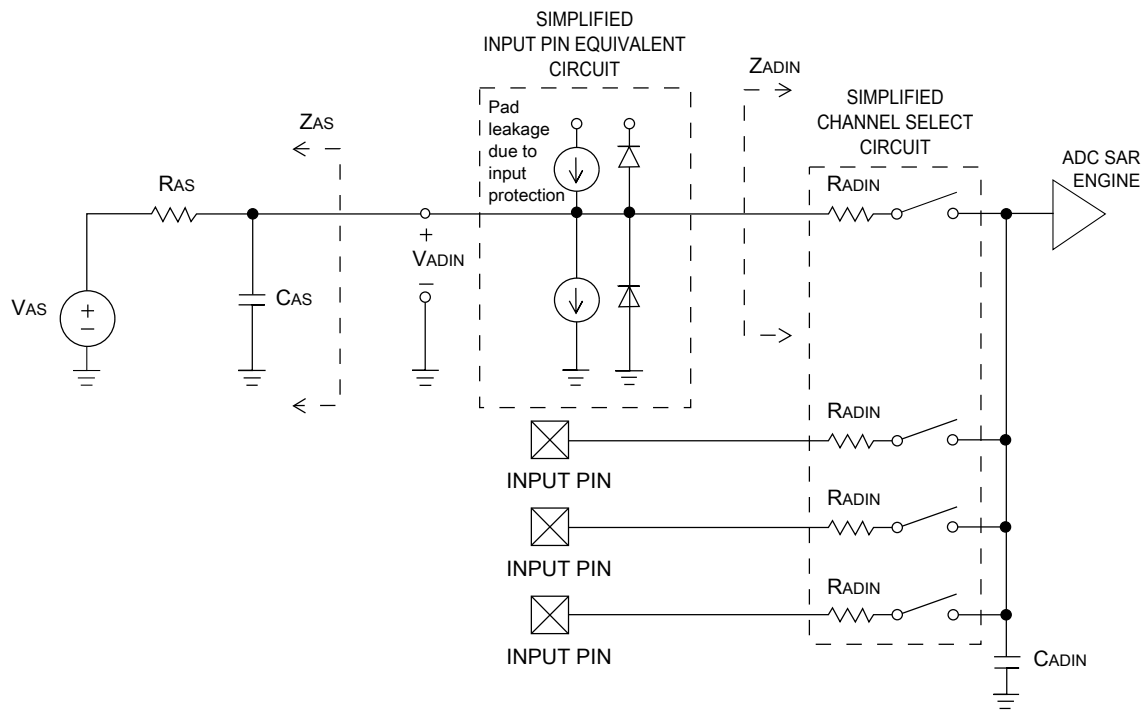 SIMPLIFIED
INPUT PIN EQUIVALENT
CIRCUIT
Pad
leakage
due to
input
protection
ZAS
RAS
CAS
VAS
+
−
+
VADIN
−
ZADIN
SIMPLIFIED
CHANNEL SELECT
CIRCUIT
RADIN
ADC SAR
ENGINE
RADIN
INPUT PIN
RADIN
INPUT PIN
RADIN
INPUT PIN
CADIN